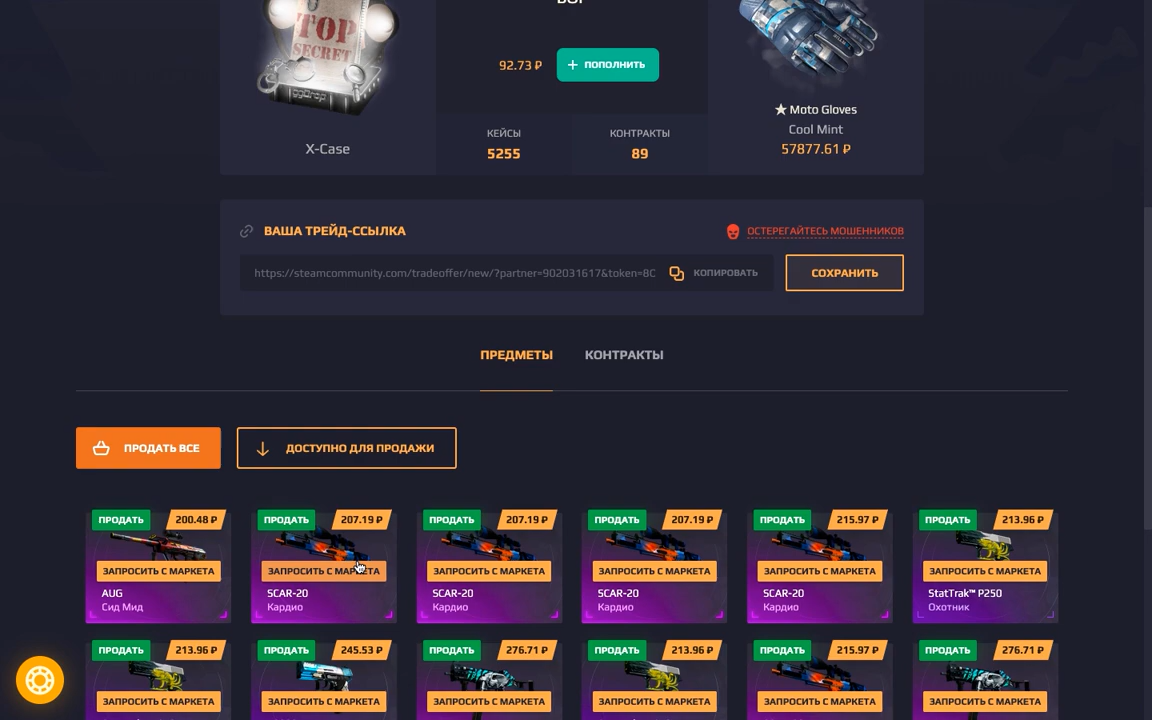 TOP
SECRET
ggdrop
X-Case
92.73 ₽
ПОПОЛНИТЬ
КЕЙСЫ
5255
КОНТРАКТЫ
89
★ Moto Gloves
Cool Mint
57877.61 ₽
ВАША ТРЕЙД-ССЫЛКА
ОСТЕРЕГАЙТЕСЬ МОШЕННИКОВ
https://steamcommunity.com/tradeoffer/new/?partner=902031617&token=8C
КОПИРОВАТЬ
СОХРАНИТЬ
ПРЕДМЕТЫ
КОНТРАКТЫ
ПРОДАТЬ ВСЕ
ДОСТУПНО ДЛЯ ПРОДАЖИ
ПРОДАТЬ 200.48 ₽
ЗАПРОСИТЬ С МАРКЕТА
AUG
Сид Мид
ПРОДАТЬ 207.19 ₽
ЗАПРОСИТЬ С МАРКЕТА
SCAR-20
Кардио
ПРОДАТЬ 207.19 ₽
ЗАПРОСИТЬ С МАРКЕТА
SCAR-20
Кардио
ПРОДАТЬ 207.19 ₽
ЗАПРОСИТЬ С МАРКЕТА
SCAR-20
Кардио
ПРОДАТЬ 215.97 ₽
ЗАПРОСИТЬ С МАРКЕТА
SCAR-20
Кардио
ПРОДАТЬ 213.96 ₽
ЗАПРОСИТЬ С МАРКЕТА
StatTrak™ P250
Охотник
ПРОДАТЬ 213.96 ₽
ЗАПРОСИТЬ С МАРКЕТА
ПРОДАТЬ 245.53 ₽
ЗАПРОСИТЬ С МАРКЕТА
ПРОДАТЬ 276.71 ₽
ЗАПРОСИТЬ С МАРКЕТА
ПРОДАТЬ 213.96 ₽
ЗАПРОСИТЬ С МАРКЕТА
ПРОДАТЬ 215.97 ₽
ЗАПРОСИТЬ С МАРКЕТА
ПРОДАТЬ 276.71 ₽
ЗАПРОСИТЬ С МАРКЕТА